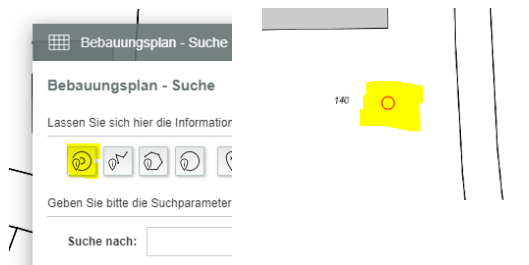 Bebauungsplan - Suche
Bebauungsplan - Suche
Lassen Sie sich hier die Information
Geben Sie bitte die Suchparameter
Suche nach:
140